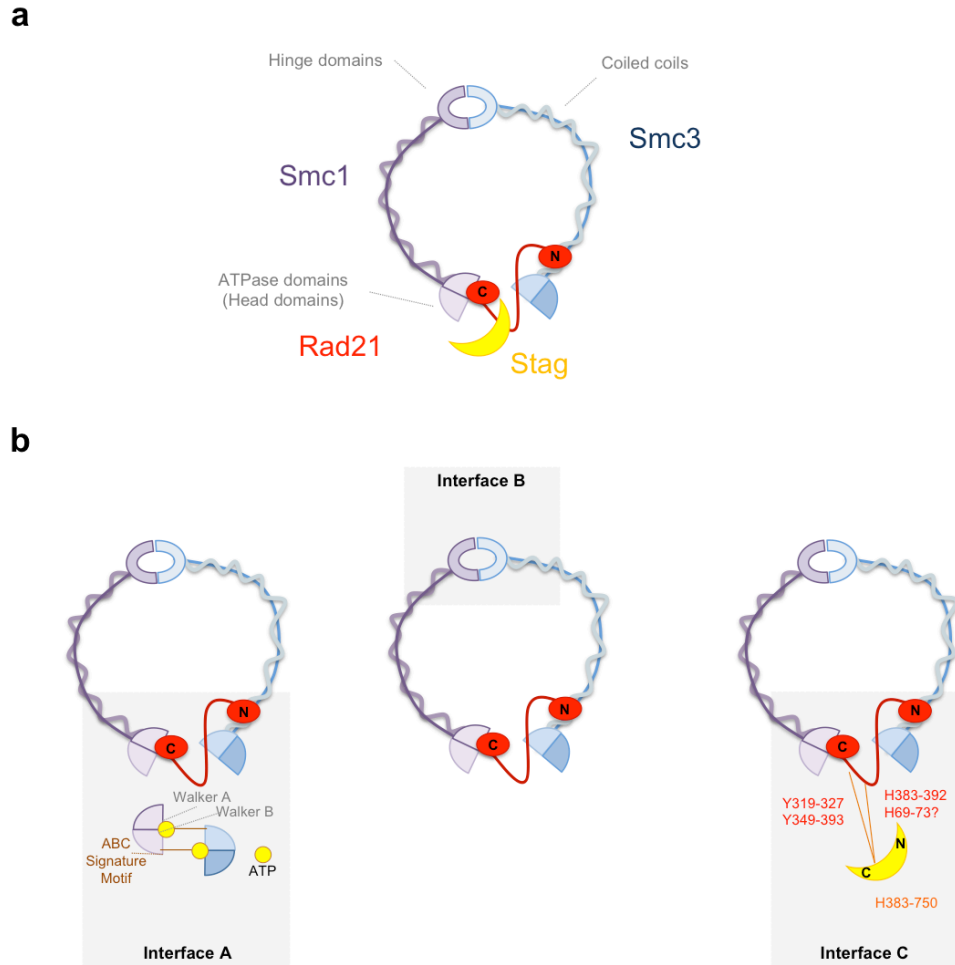 a
Hinge domains
Coiled coils
Smc3
Smc1
N
ATPase domains
(Head domains)
C
Rad21
Stag
b
Interface B
N
C
Walker A
Walker B
ABC
Signature
Motif
ATP
Interface A
N
C
N
C
Y319-327
Y349-393
H383-392
H69-73?
N
C
H383-750
Interface C